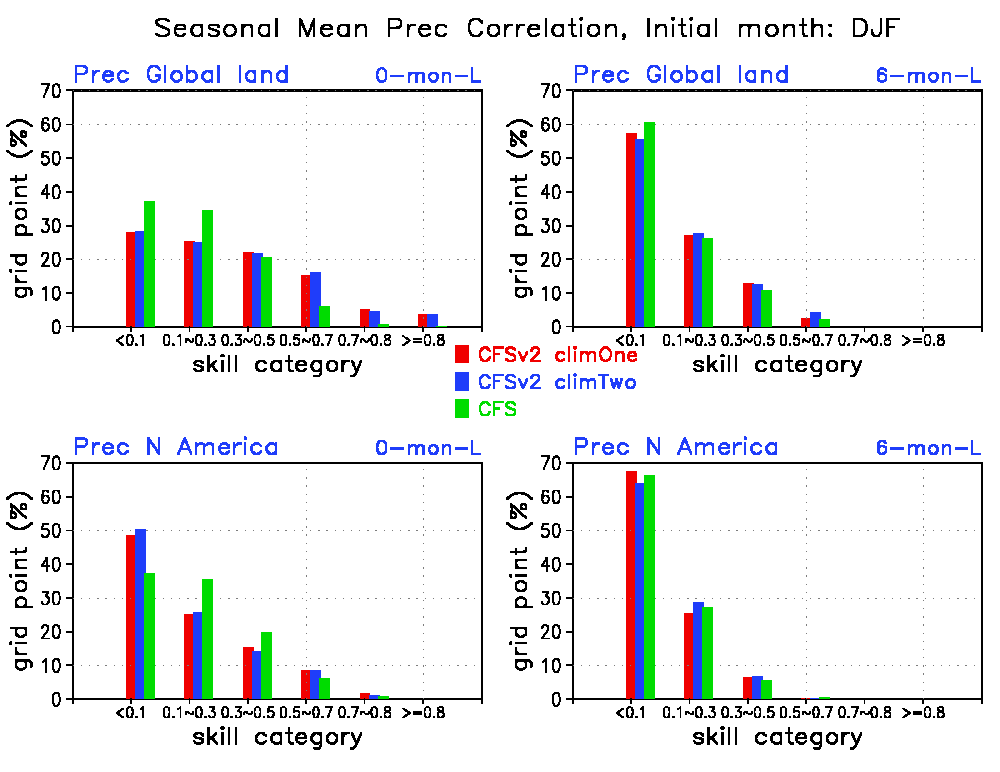 Seasonal Mean Prec Correlation, Initial month: DJF
Prec Global land 0-mon-L
70
60
50
40
30
20
10
0
grid point (%)
<0.1 0.1~0.3 0.3~0.5 0.5~0.7 0.7~0.8 >=0.8
skill category
Prec Global land 6-mon-L
70
60
50
40
30
20
10
0
grid point (%)
<0.1 0.1~0.3 0.3~0.5 0.5~0.7 0.7~0.8 >=0.8
skill category
CFSv2 climOne
CFSv2 climTwo
CFS
Prec N America 0-mon-L
70
60
50
40
30
20
10
0
grid point (%)
<0.1 0.1~0.3 0.3~0.5 0.5~0.7 0.7~0.8 >=0.8
skill category
Prec N America 6-mon-L
70
60
50
40
30
20
10
0
grid point (%)
<0.1 0.1~0.3 0.3~0.5 0.5~0.7 0.7~0.8 >=0.8
skill category